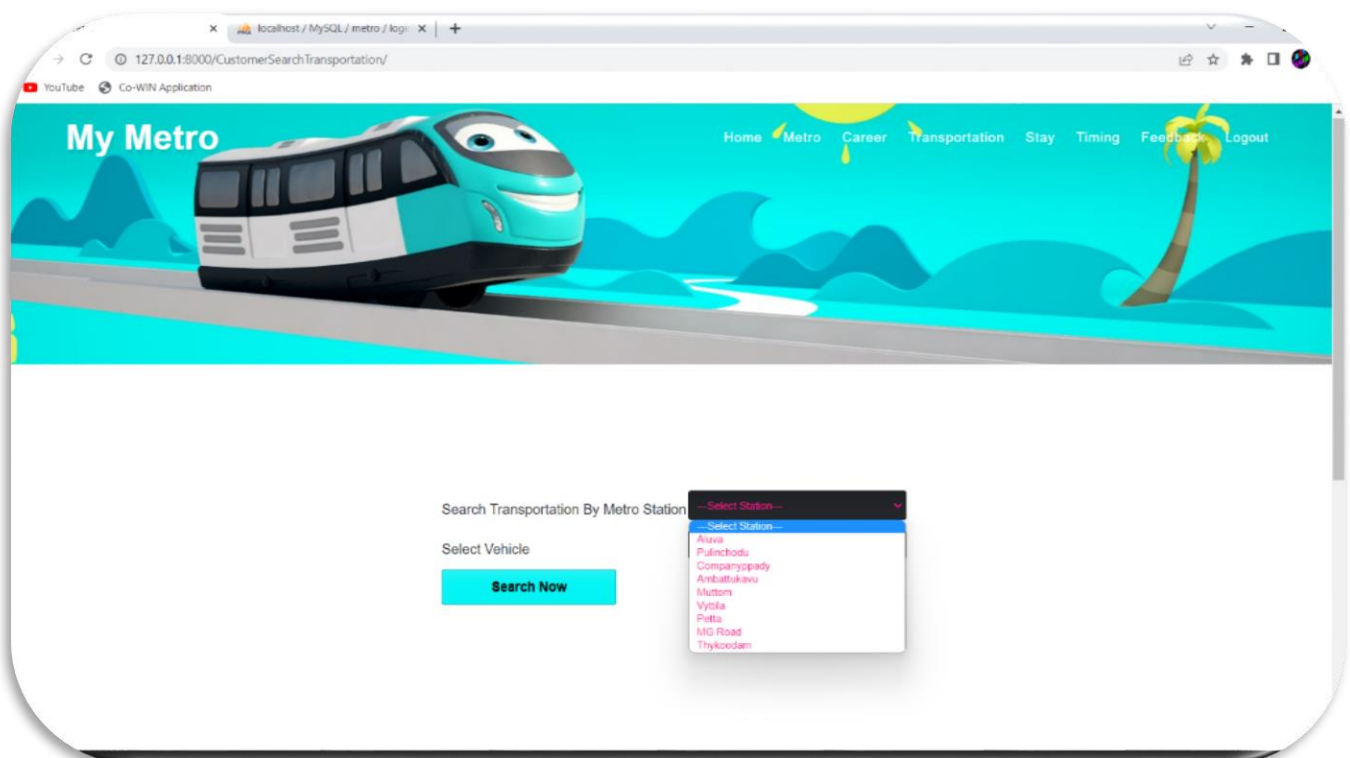 localhost / MySQL / metro / login
127.0.0.1:8000/CustomerSearchTransportation/
YouTube Co-WIN Application
My Metro
Home Metro Career Transportation Stay Timing Feedback Logout
Search Transportation By Metro Station
---Select Station---
---Select Station---
Aluva
Select Vehicle
Pulinchodu
Companyppady
Ambattukavu
Search Now
Muttom
Vyttila
Petta
MG Road
Thykoodam